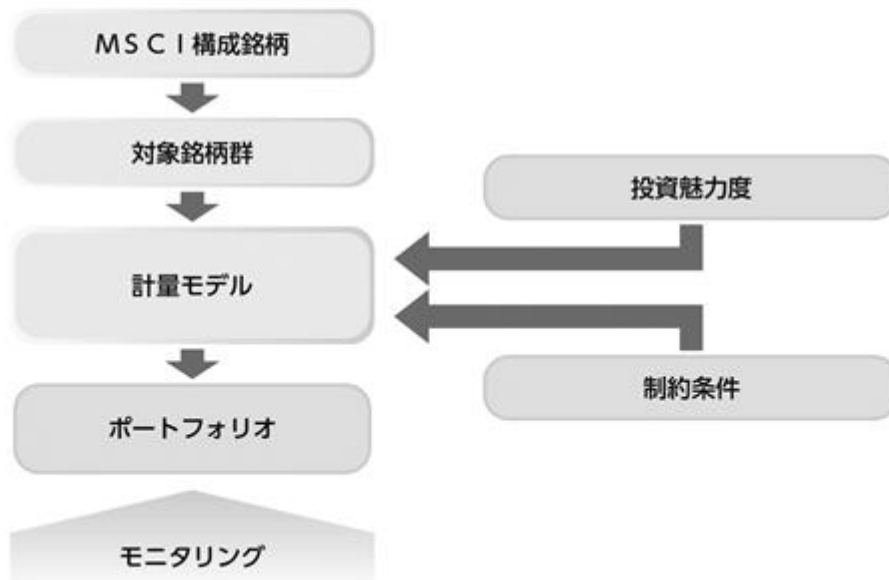 ＭＳＣＩ構成銘柄
対象銘柄群
投資魅力度
計量モデル
制約条件
ポートフォリオ
モニタリング